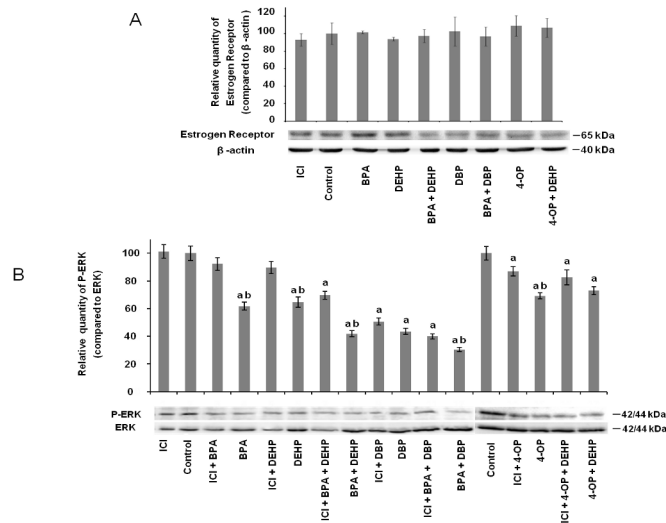 A
Relative quantity of
Estrogen Receptor
(compared to β -actin)
120
100
80
60
40
20
0
Estrogen Receptor
65 kDa
β -actin
40 kDa
ICI
Control
BPA
DEHP
BPA + DEHP
DBP
BPA + DBP
4-OP
4-OP + DEHP
B
Relative quantity of P-ERK
(compared to ERK)
100
80
60
40
20
0
a b
a b
a
a b
a
a
a
a b
a
a b
a
a
P-ERK
42/44 kDa
ERK
42/44 kDa
ICI
Control
ICI + BPA
BPA
ICI + DEHP
DEHP
ICI + BPA + DEHP
BPA + DEHP
ICI + DBP
DBP
ICI + BPA + DBP
BPA + DBP
Control
ICI + 4-OP
4-OP
ICI + 4-OP + DEHP
4-OP + DEHP